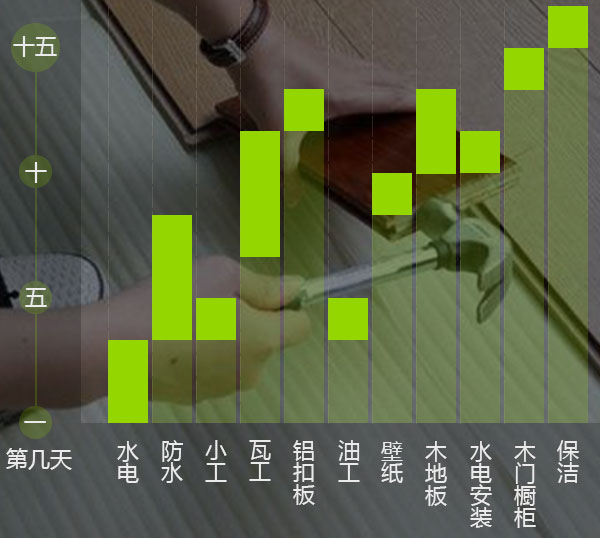 十五
十
五
一
第几天
水电
防水
小工
瓦工
铝扣板
油工
壁纸
木地板
水电安装
木门橱柜
保洁